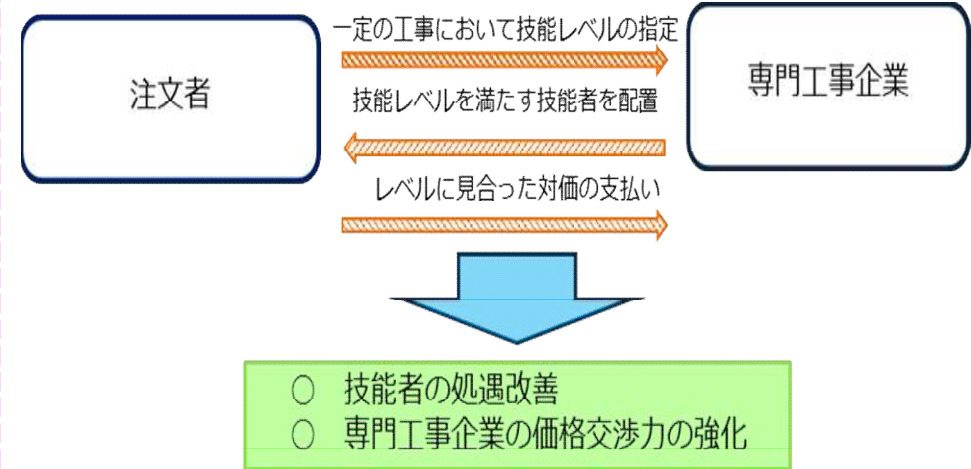 注文者
一定の工事において技能レベルの指定
技能レベルを満たす技能者を配置
レベルに見合った対価の支払い
専門工事企業
○ 技能者の処遇改善
○ 専門工事企業の価格交渉力の強化